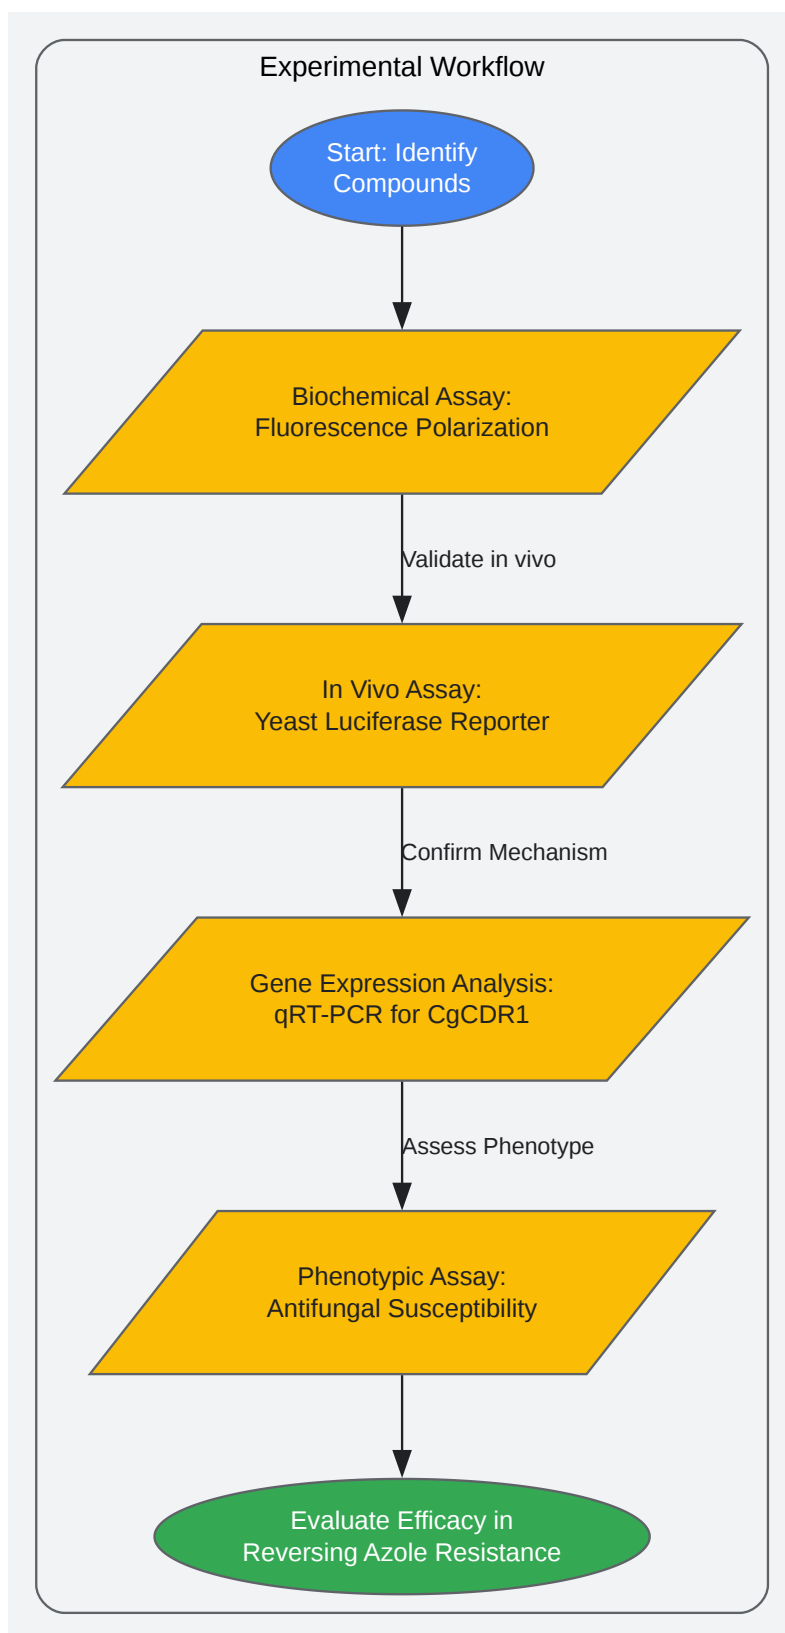 Experimental Workflow
Start: Identify
Compounds
Biochemical Assay:
Fluorescence Polarization
Validate in vivo
In Vivo Assay:
Yeast Luciferase Reporter
Confirm Mechanism
Gene Expression Analysis:
qRT-PCR for CgCDR1
Assess Phenotype
Phenotypic Assay:
Antifungal Susceptibility
Evaluate Efficacy in
Reversing Azole Resistance